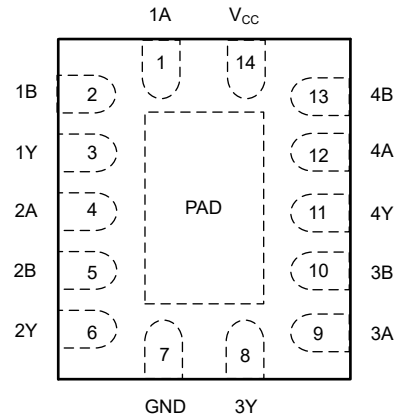 1A VCC
1 14
1B 2 13 4B
1Y 3 12 4A
2A 4 PAD 11 4Y
2B 5 10 3B
2Y 6 9 3A
7 8
GND 3Y